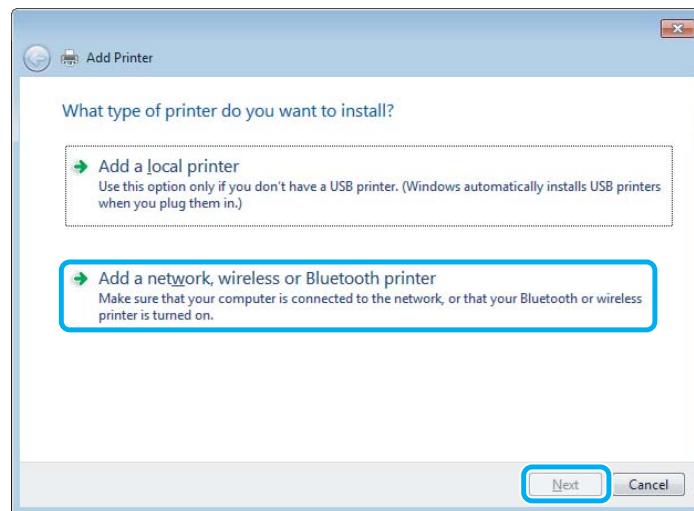 Add Printer
What type of printer do you want to install?
Add a local printer
Use this option only if you don't have a USB printer. (Windows automatically installs USB printers
when you plug them in.)
Add a network, wireless or Bluetooth printer
Make sure that your computer is connected to the network, or that your Bluetooth or wireless
printer is turned on.
Next Cancel